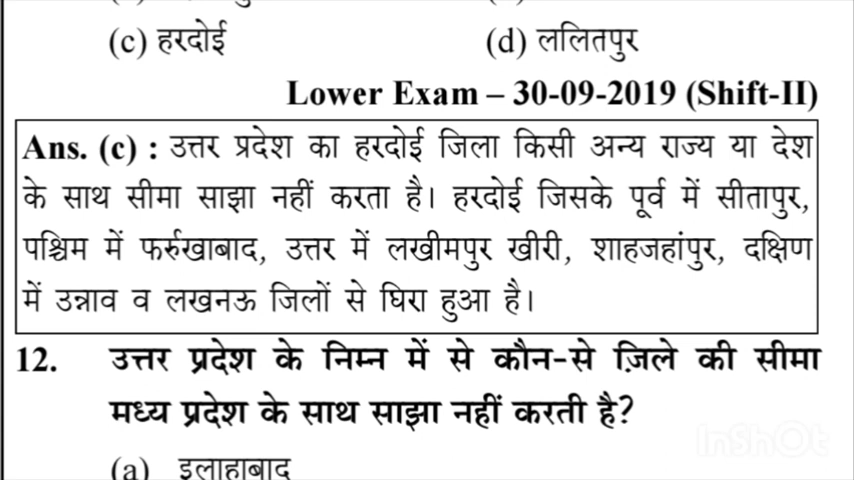 (c) हरदोई (d) ललितपुर
Lower Exam – 30-09-2019 (Shift-II)
Ans. (c) : उत्तर प्रदेश का हरदोई जिला किसी अन्य राज्य या देश
के साथ सीमा साझा नहीं करता है। हरदोई जिसके पूर्व में सीतापुर,
पश्चिम में फर्रुखाबाद, उत्तर में लखीमपुर खीरी, शाहजहांपुर, दक्षिण
में उन्नाव व लखनऊ जिलों से घिरा हुआ है।
12. उत्तर प्रदेश के निम्न में से कौन-से ज़िले की सीमा
मध्य प्रदेश के साथ साझा नहीं करती है?
InShOt
(a) इलाहाबाद